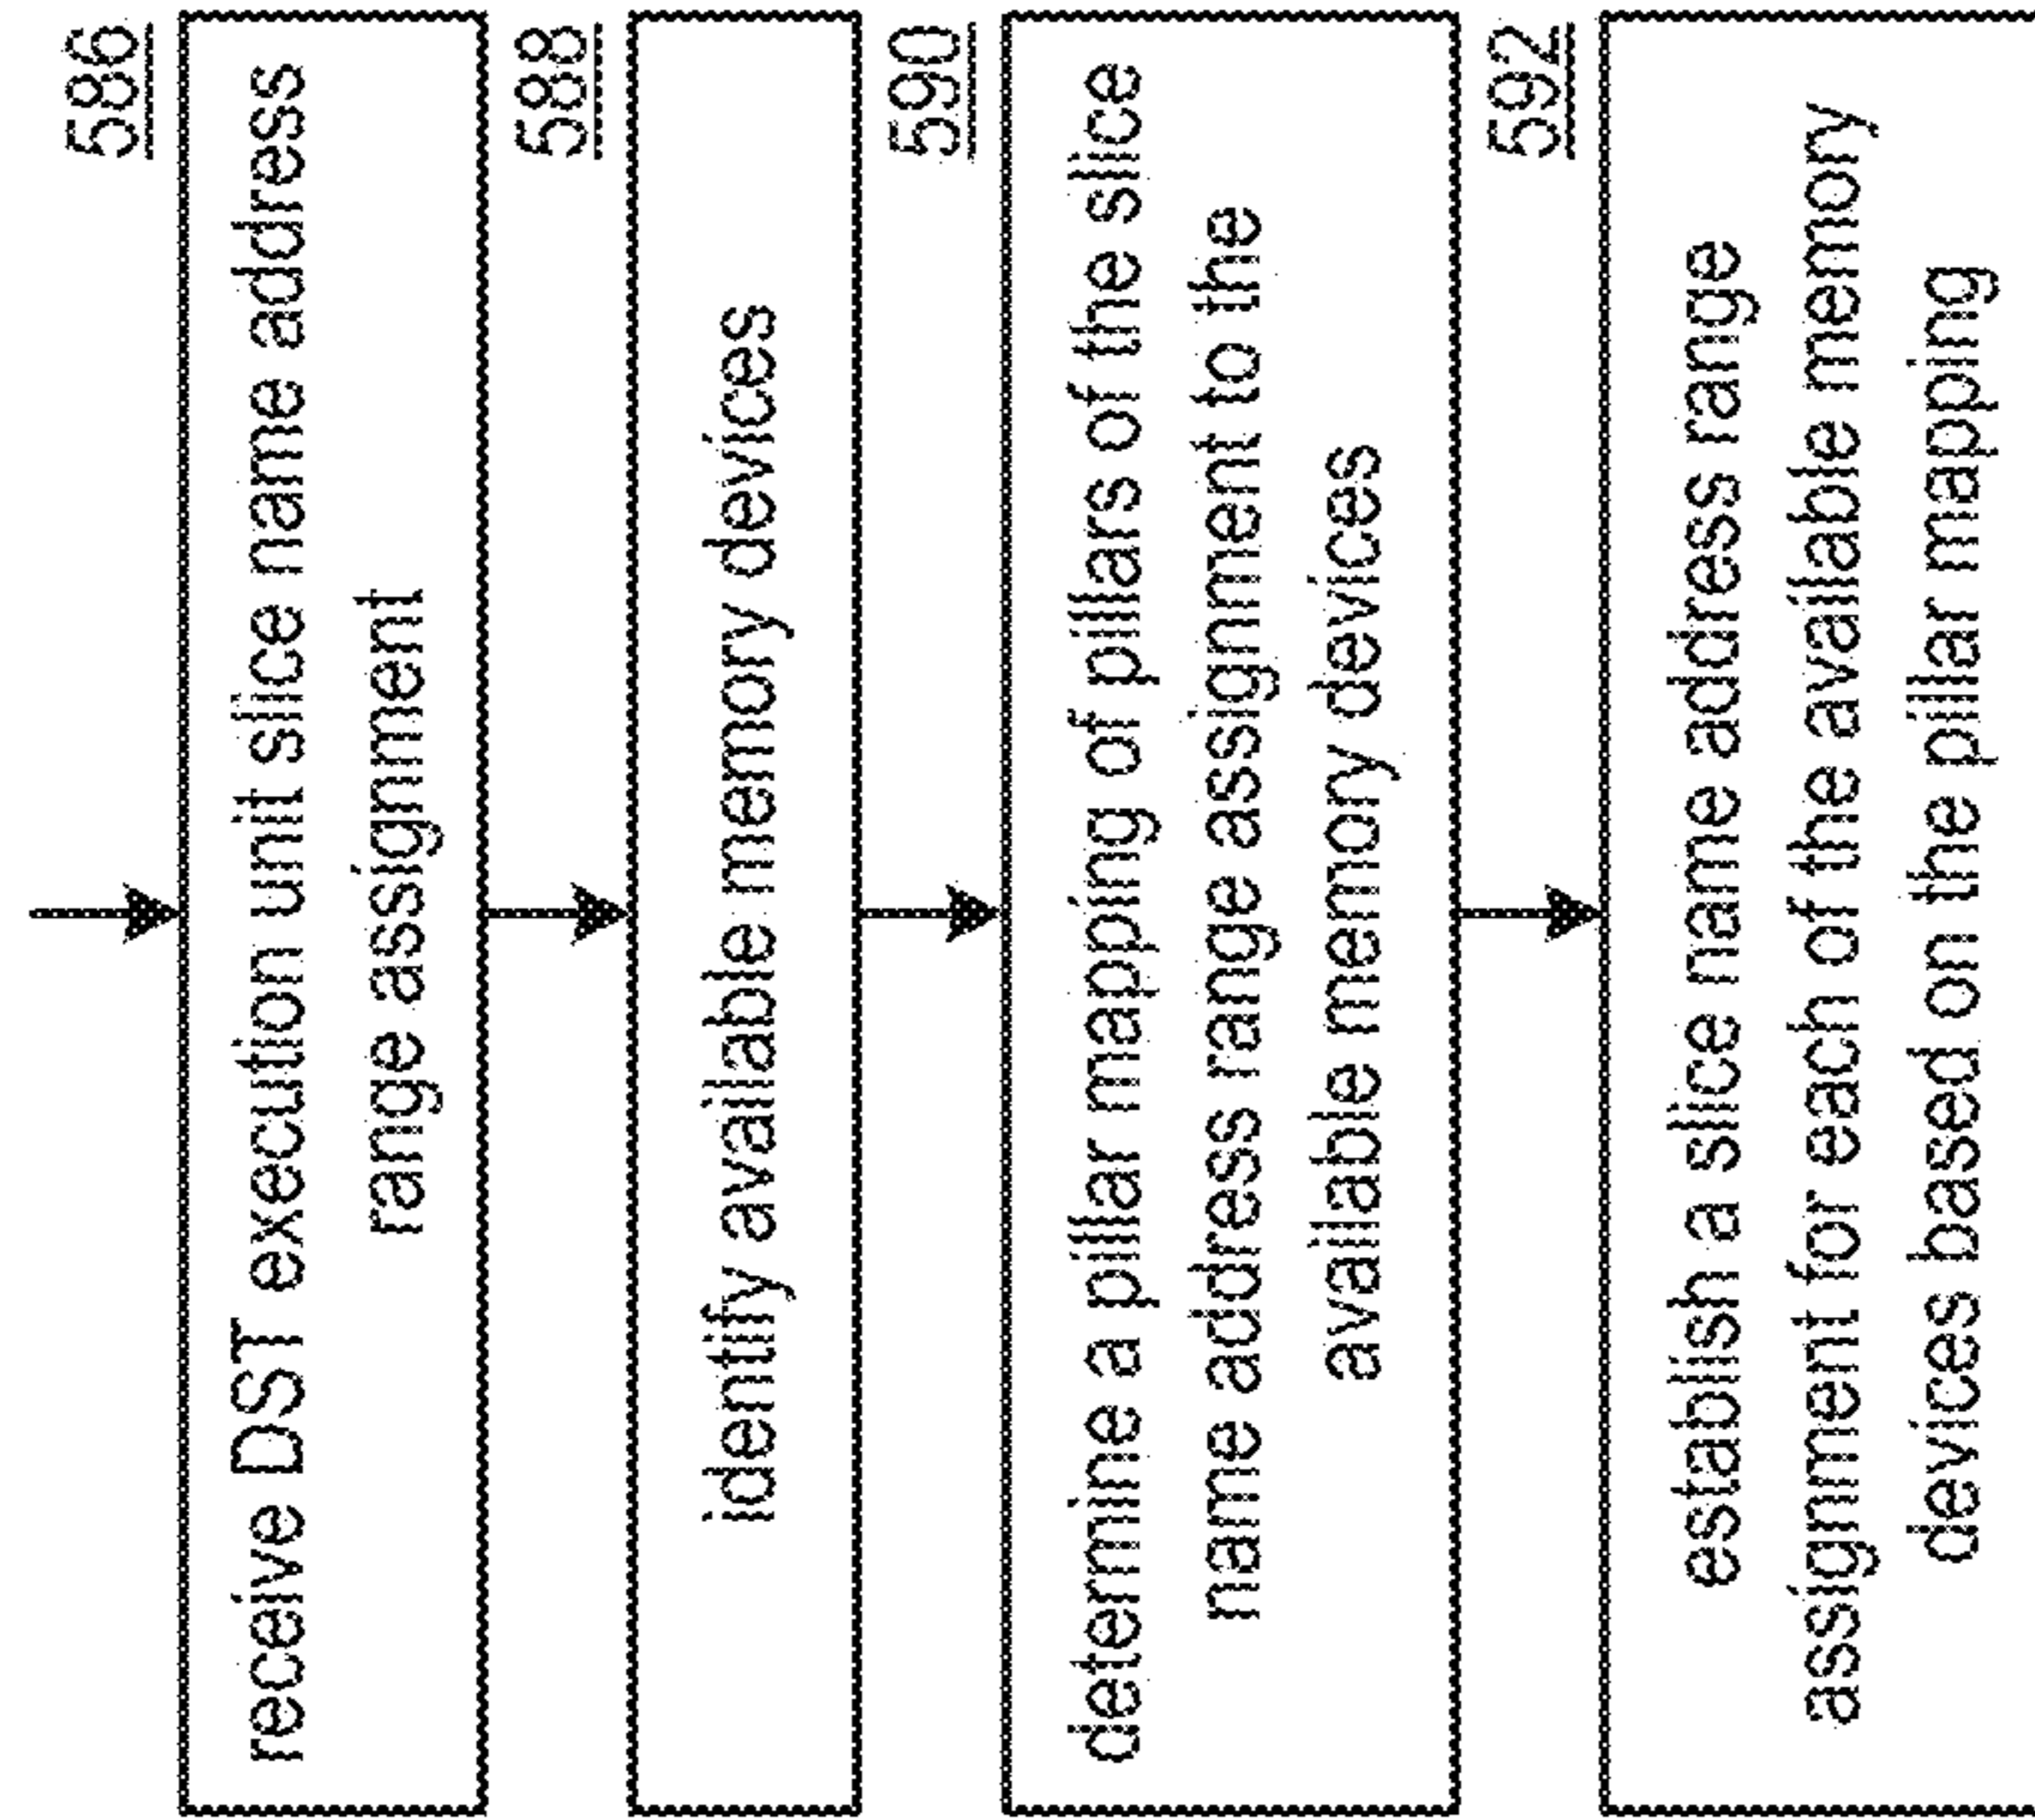 586
receive DST execution unit slice name address
range assignment
588
identify available memory devices
590
determine a pillar mapping of pillars of the slice
name address range assignment to the
available memory devices
592
establish a slice name address range
assignment for each of the available memory
devices based on the pillar mapping